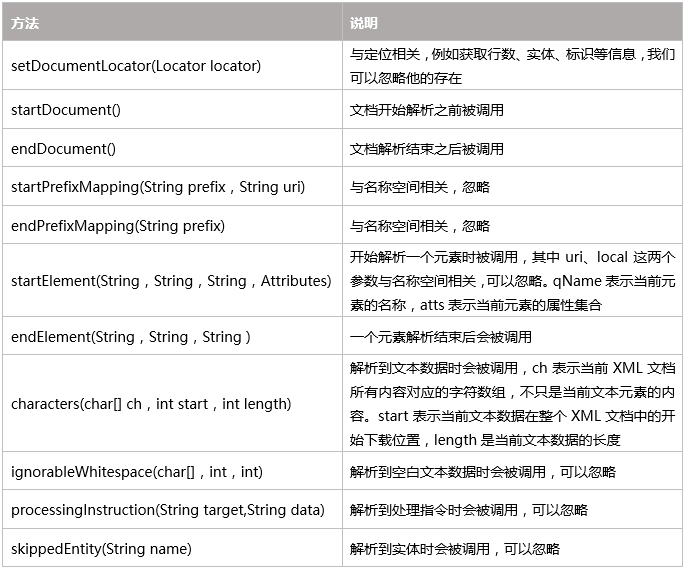 方法
说明
setDocumentLocator(Locator locator)
与定位相关，例如获取行数、实体、标识等信息，我们
可以忽略他的存在
startDocument()
文档开始解析之前被调用
endDocument()
文档解析结束之后被调用
startPrefixMapping(String prefix，String uri)
与名称空间相关，忽略
endPrefixMapping(String prefix)
与名称空间相关，忽略
startElement(String，String，String，Attributes)
开始解析一个元素时被调用，其中 uri、local 这两个
参数与名称空间相关，可以忽略。qName 表示当前元
素的名称，atts 表示当前元素的属性集合
endElement(String，String，String )
一个元素解析结束后会被调用
characters(char[] ch，int start，int length)
解析到文本数据时会被调用，ch 表示当前 XML 文档
所有内容对应的字符数组，不只是当前文本元素的内
容。start 表示当前文本数据在整个 XML 文档中的开
始下载位置，length 是当前文本数据的长度
ignorableWhitespace(char[]，int，int)
解析到空白文本数据时会被调用，可以忽略
processingInstruction(String target,String data)
解析到处理指令时会被调用，可以忽略
skippedEntity(String name)
解析到实体时会被调用，可以忽略